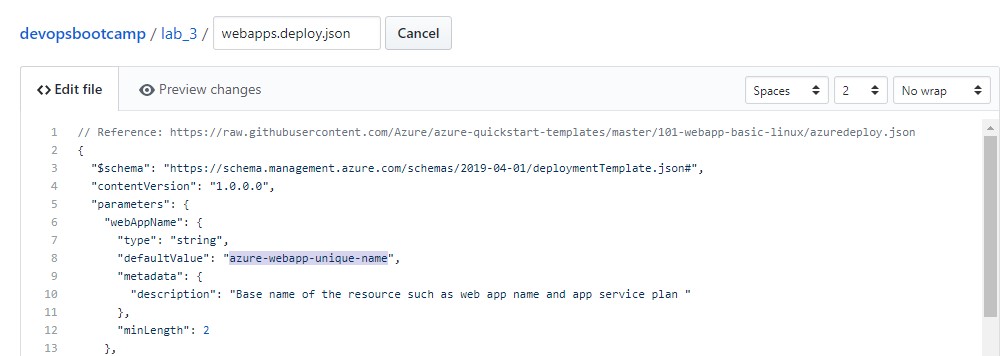 devopsbootcamp / lab_3 / webapps.deploy.json Cancel
<> Edit file Preview changes Spaces 2 No wrap
1 // Reference: https://raw.githubusercontent.com/Azure/azure-quickstart-templates/master/101-webapp-basic-linux/azuredeploy.json
2 {
3 "$schema": "https://schema.management.azure.com/schemas/2019-04-01/deploymentTemplate.json#",
4 "contentVersion": "1.0.0.0",
5 "parameters": {
6 "webAppName": {
7 "type": "string",
8 "defaultValue": "azure-webapp-unique-name",
9 "metadata": {
10 "description": "Base name of the resource such as web app name and app service plan "
11 },
12 "minLength": 2
13 },